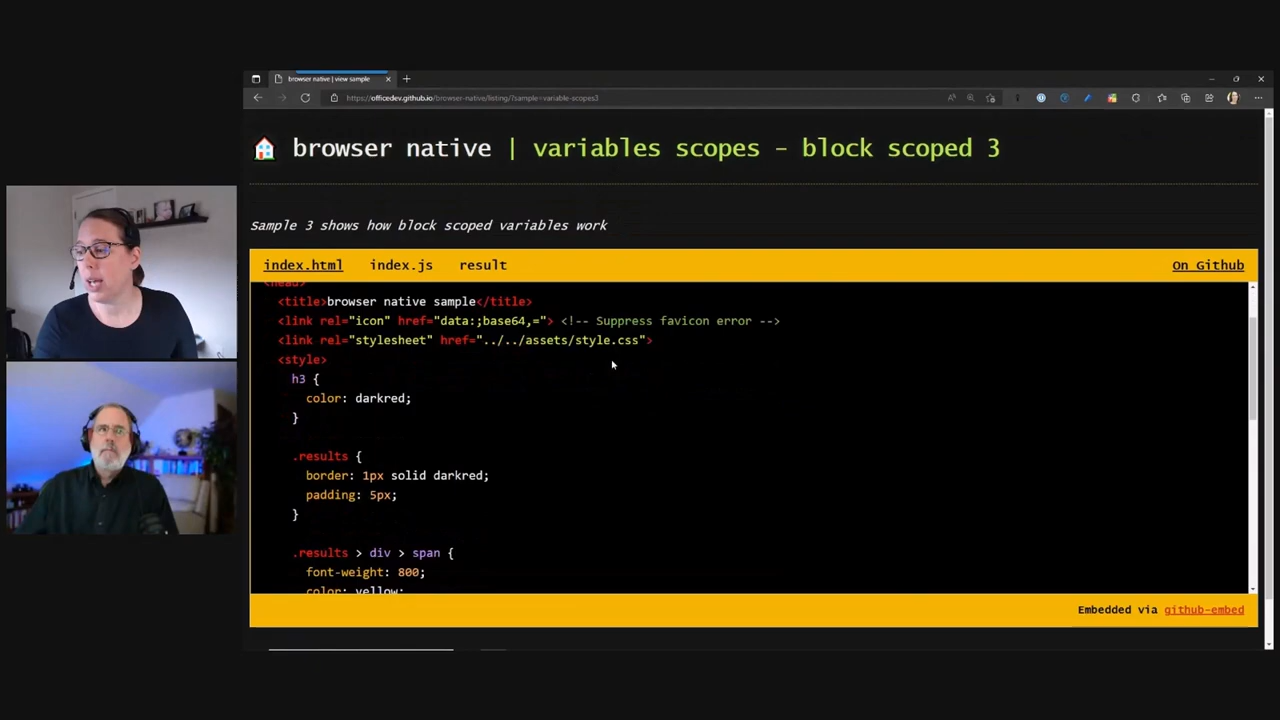 browser native | view sample
https://officedev.github.io/browser-native/listing/?sample=variable-scopes3
browser native | variables scopes - block scoped 3
Sample 3 shows how block scoped variables work
index.html index.js result On Github
<head>
<title>browser native sample</title>
<link rel="icon" href="data:;base64,="> <!-- Suppress favicon error -->
<link rel="stylesheet" href="../../assets/style.css">
<style>
h3 {
color: darkred;
}
.results {
border: 1px solid darkred;
padding: 5px;
}
.results > div > span {
font-weight: 800;
color: yellow;
Embedded via github-embed